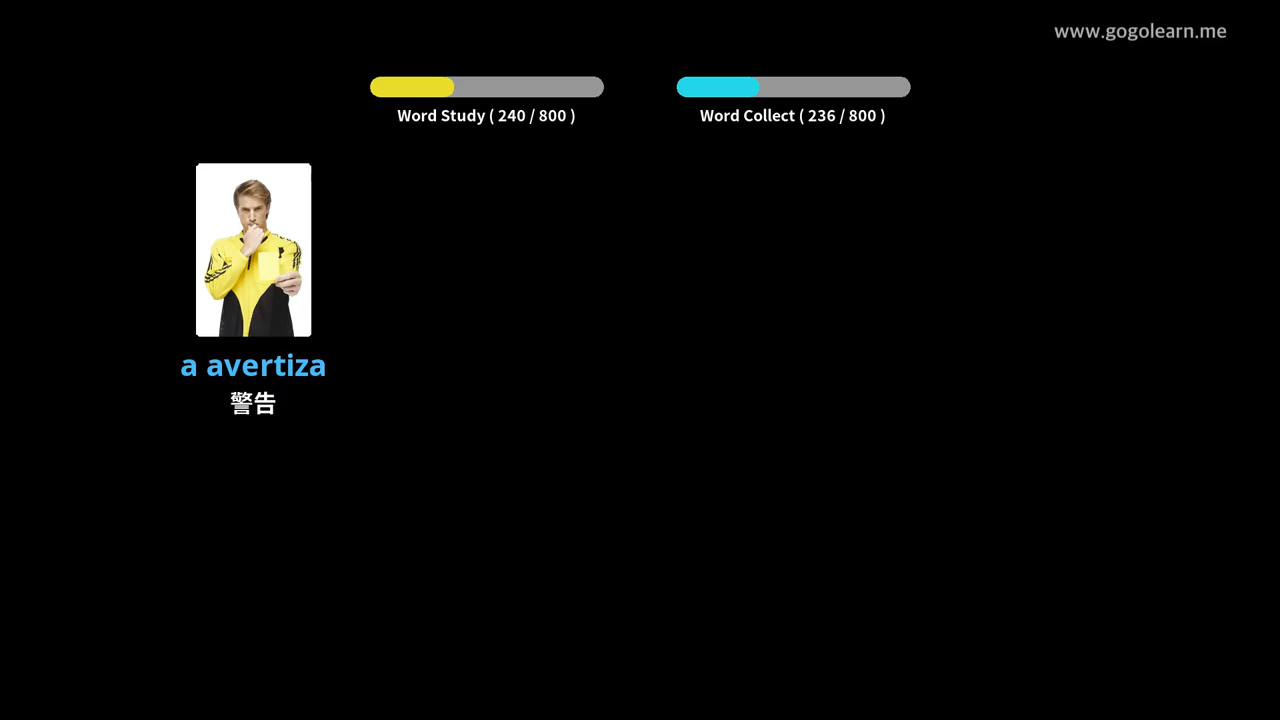 www.gogolearn.me
Word Study ( 240 / 800 )
Word Collect ( 236 / 800 )
a avertiza
警告